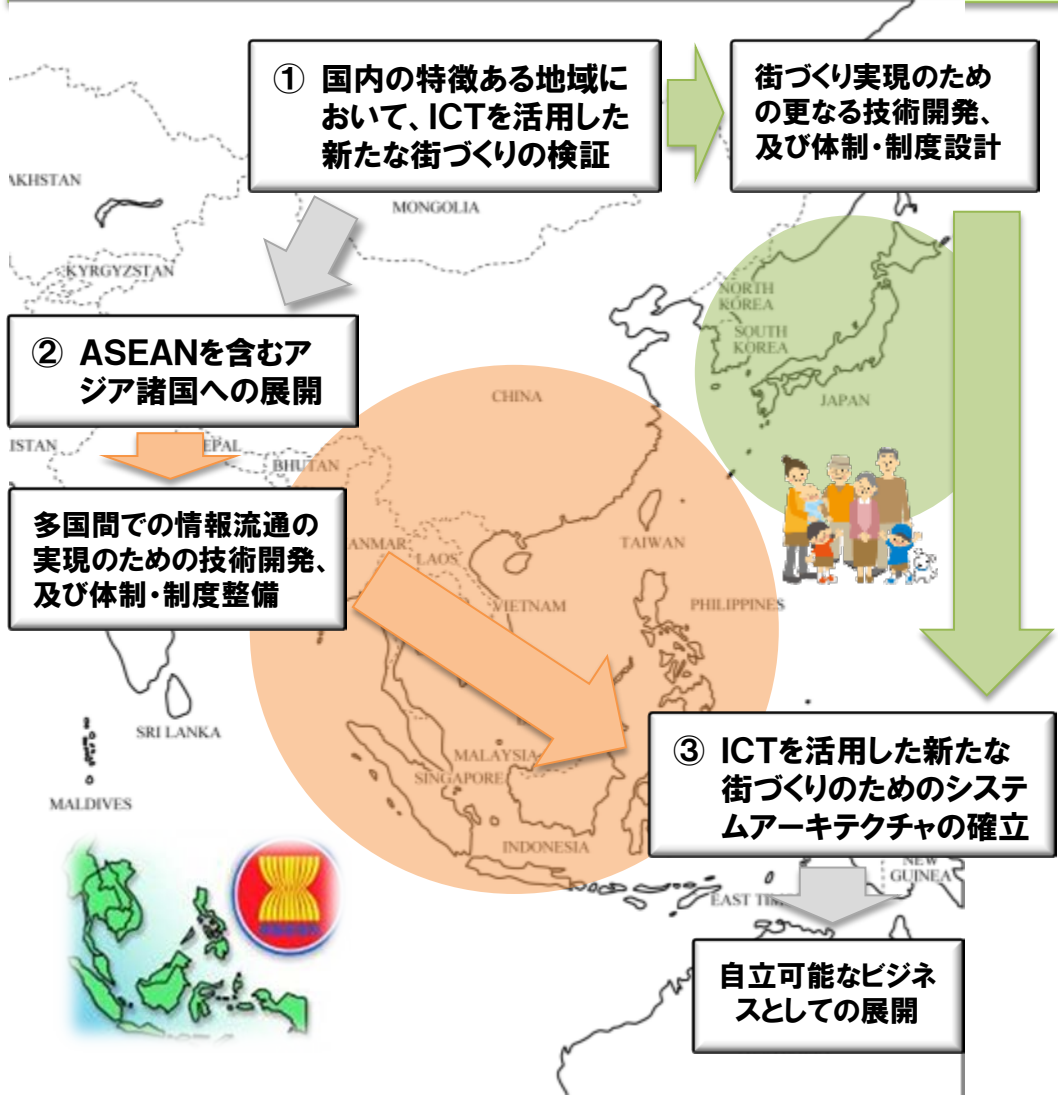 ① 国内の特徴ある地域に
おいて、ICTを活用した
新たな街づくりの検証
街づくり実現のため
の更なる技術開発、
及び体制・制度設計
AKHSTAN
MONGOLIA
KYRGYZSTAN
NORTH
KOREA
SOUTH
KOREA
JAPAN
② ASEANを含むア
ジア諸国への展開
CHINA
ISTAN
EPAL
BHUTAN
多国間での情報流通の
実現のための技術開発、
及び体制・制度整備
ANMAR
LAOS
TAIWAN
VIETNAM
PHILIPPINES
SRI LANKA
MALAYSIA
SINGAPORE
MALDIVES
INDONESIA
③ ICTを活用した新たな
街づくりのためのシステ
ムアーキテクチャの確立
NEW
GUINEA
EAST TIM
自立可能なビジネ
スとしての展開